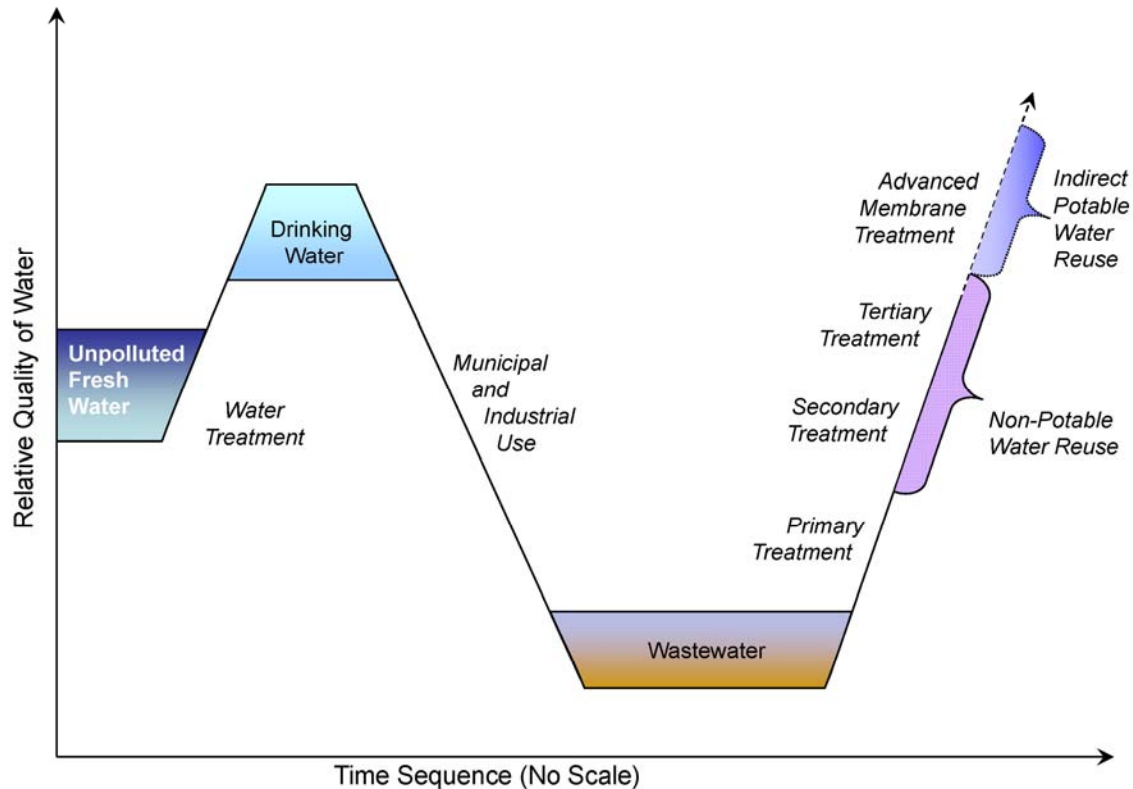 Relative Quality of Water
Unpolluted
Fresh
Water
Water
Treatment
Drinking
Water
Municipal
and
Industrial
Use
Wastewater
Primary
Treatment
Secondary
Treatment
Tertiary
Treatment
Advanced
Membrane
Treatment
Indirect
Potable
Water
Reuse
Non-Potable
Water Reuse
Time Sequence (No Scale)